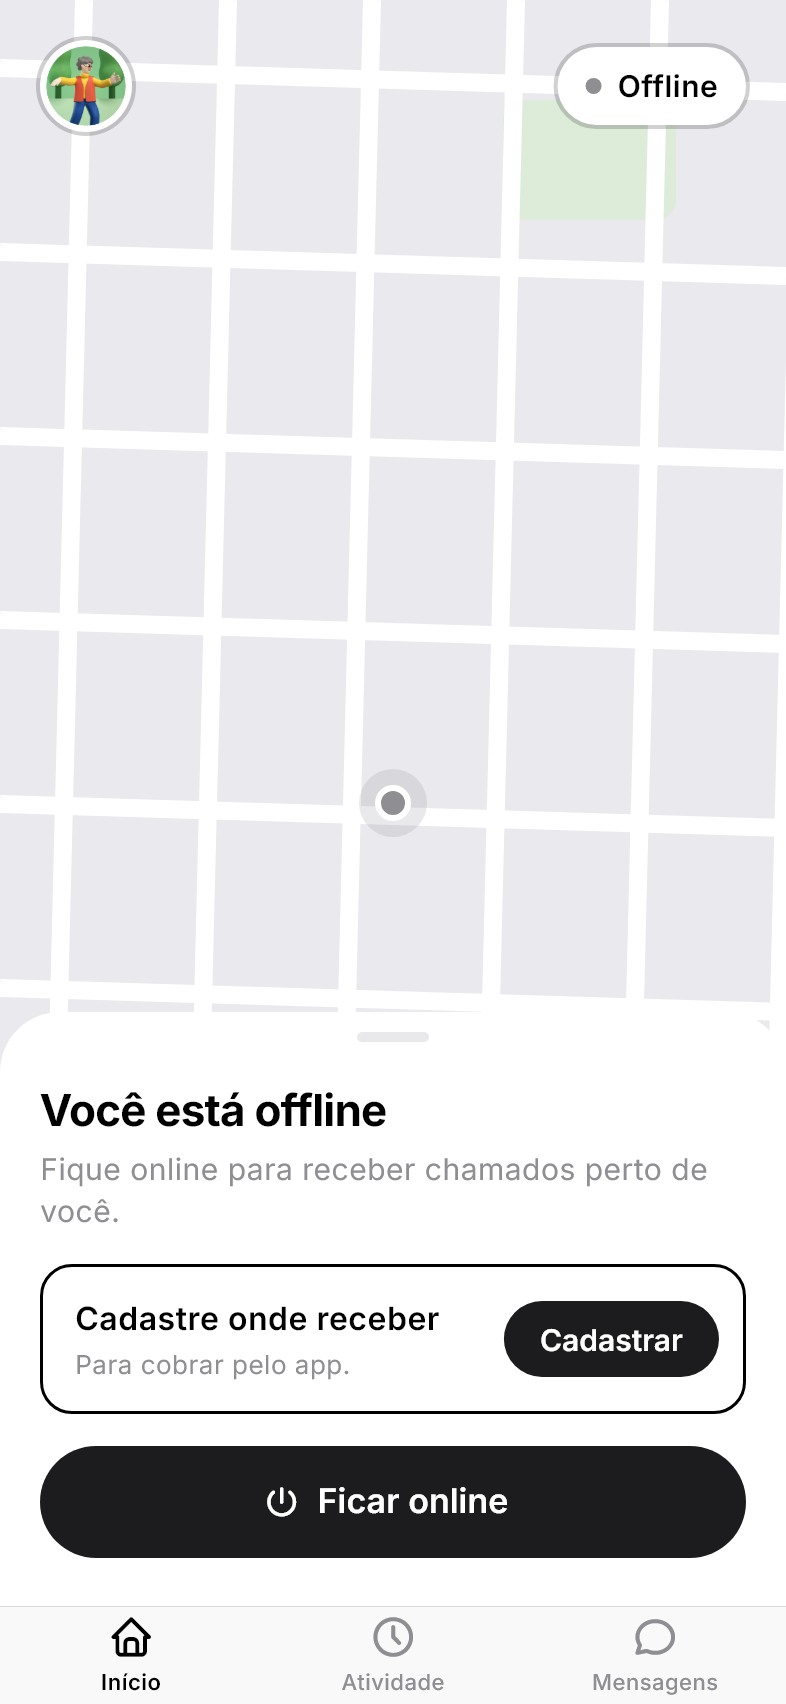 Offline
Você está offline
Fique online para receber chamados perto de
você.
Cadastre onde receber
Para cobrar pelo app.
Cadastrar
Ficar online
Início
Atividade
Mensagens